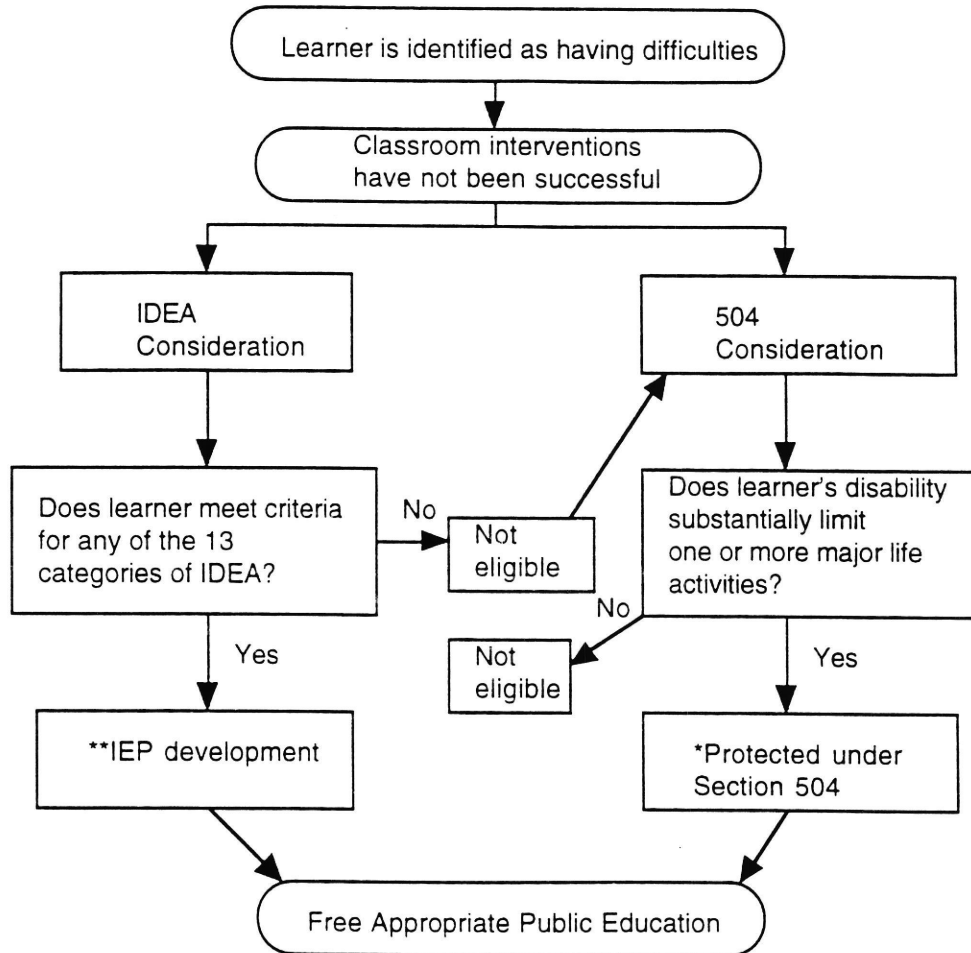 Learner is identified as having difficulties
Classroom interventions
have not been successful
IDEA
Consideration
504
Consideration
Does learner meet criteria
for any of the 13
categories of IDEA?
No
Not
eligible
Does learner's disability
substantially limit
one or more major life
activities?
No
Not
eligible
Yes
Yes
**IEP development
*Protected under
Section 504
Free Appropriate Public Education